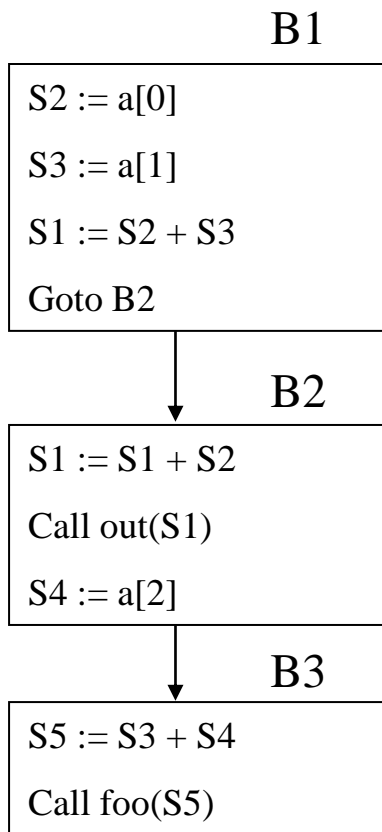 B1
S2 := a[0]
S3 := a[1]
S1 := S2 + S3
Goto B2
B2
S1 := S1 + S2
Call out(S1)
S4 := a[2]
B3
S5 := S3 + S4
Call foo(S5)